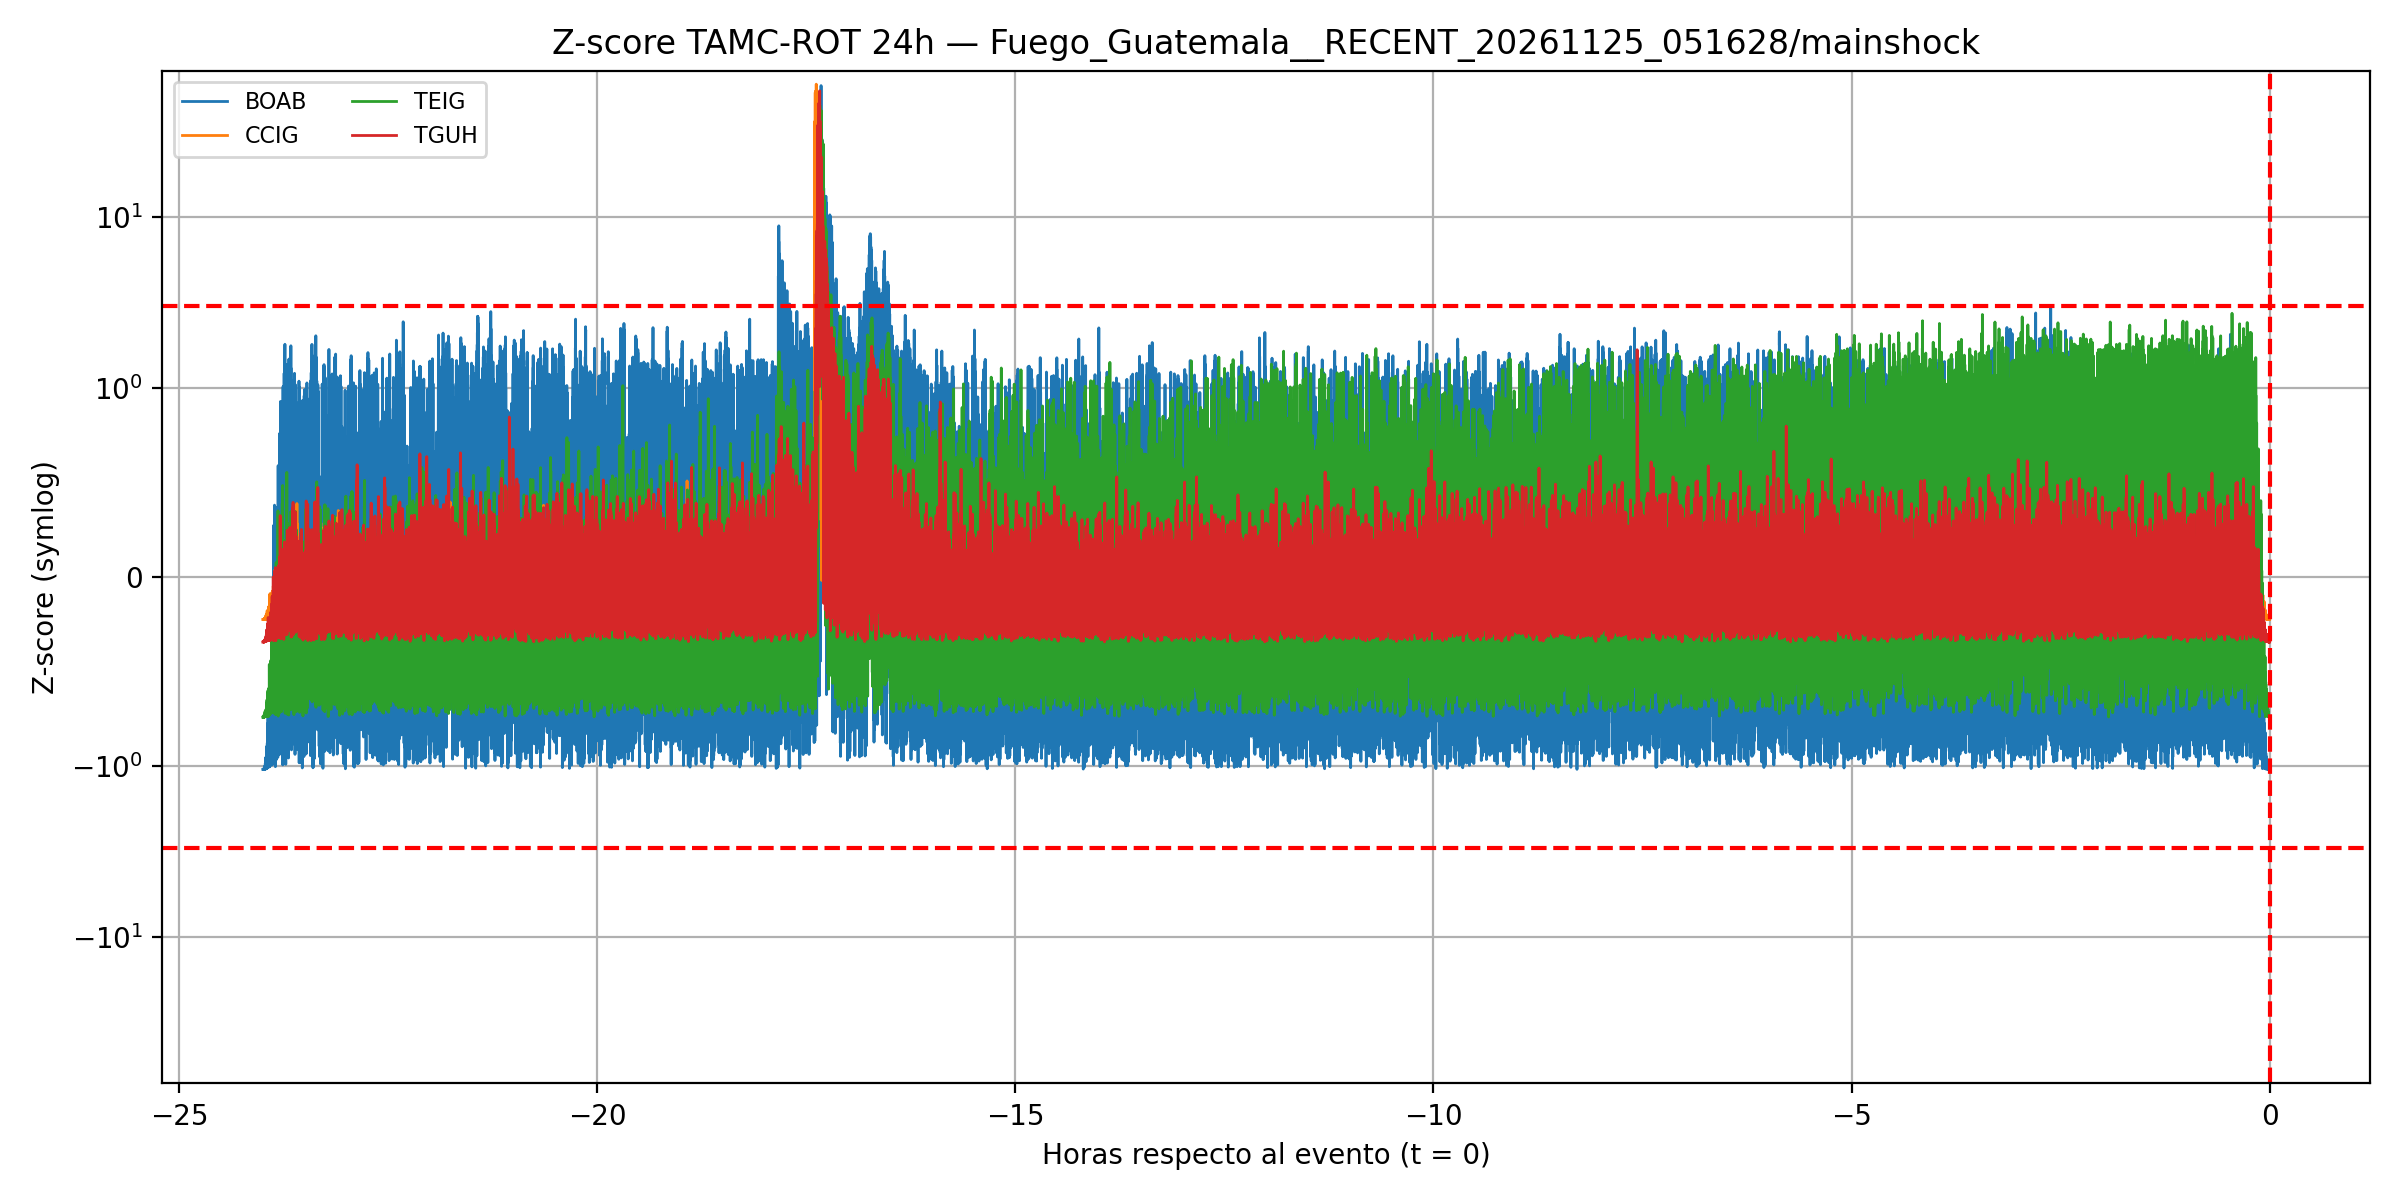 Z-score TAMC-ROT 24h — Fuego_Guatemala__RECENT_20261125_051628/mainshock
BOAB
CCIG
TEIG
TGUH
10¹
10⁰
0
−10⁰
−10¹
Z-score (symlog)
−25
−20
−15
−10
−5
0
Horas respecto al evento (t = 0)